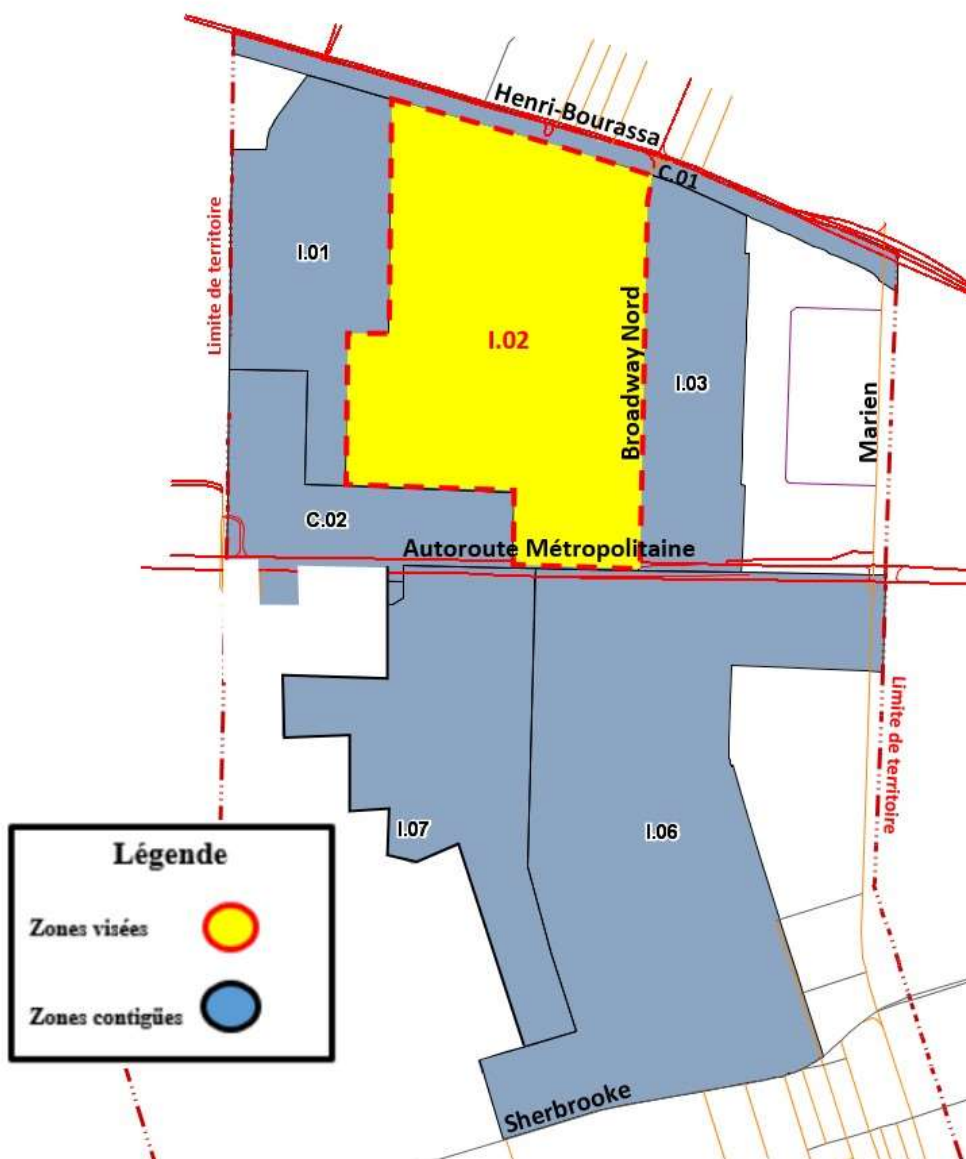 Henri-Bourassa
C.01
I.01
Limite de territoire
I.02
Broadway Nord
I.03
Marien
C.02
Autoroute Métropolitaine
Limite de territoire
I.07
I.06
Légende
Zones visées
Zones contigües
Sherbrooke